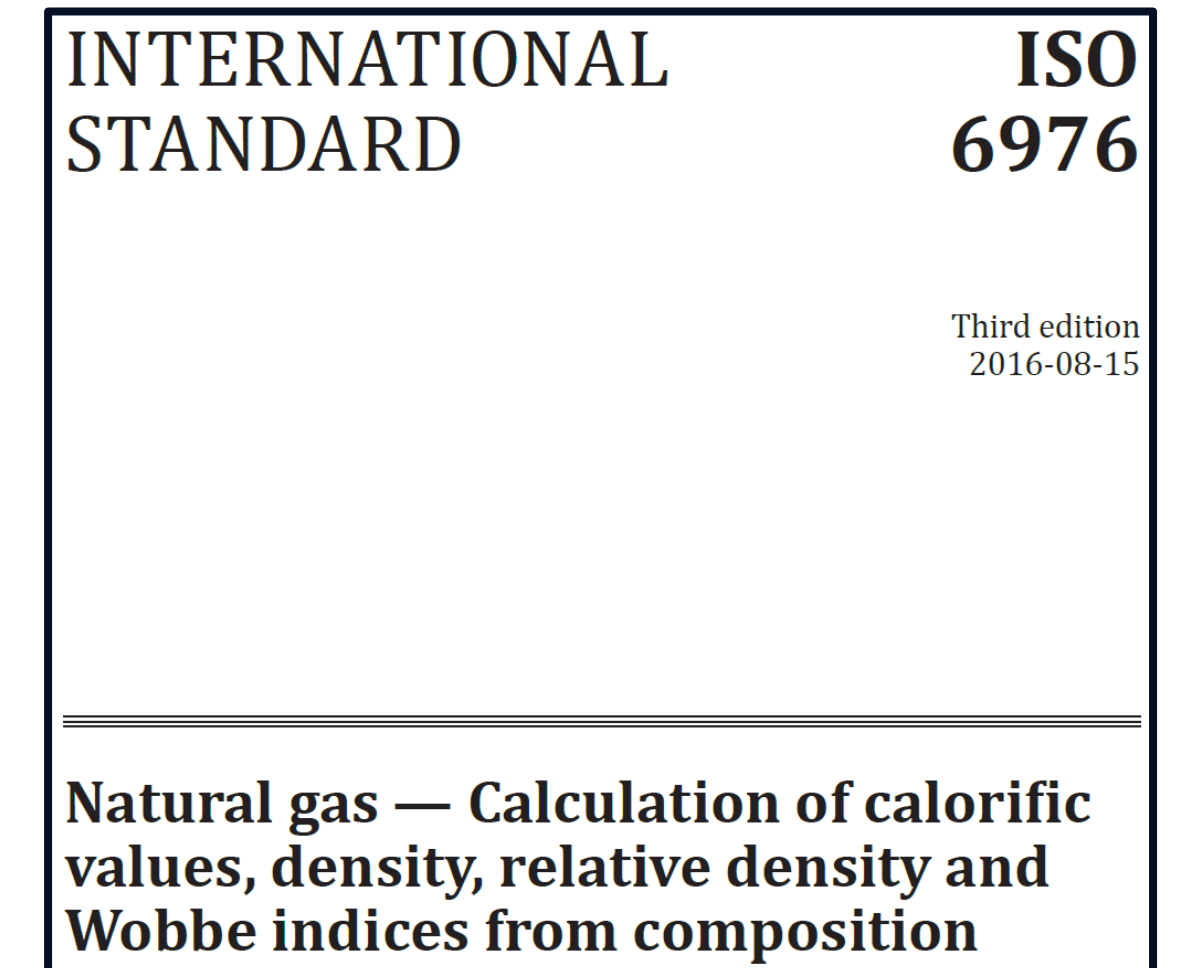 INTERNATIONAL
STANDARD
ISO
6976
Third edition
2016-08-15
Natural gas — Calculation of calorific
values, density, relative density and
Wobbe indices from composition